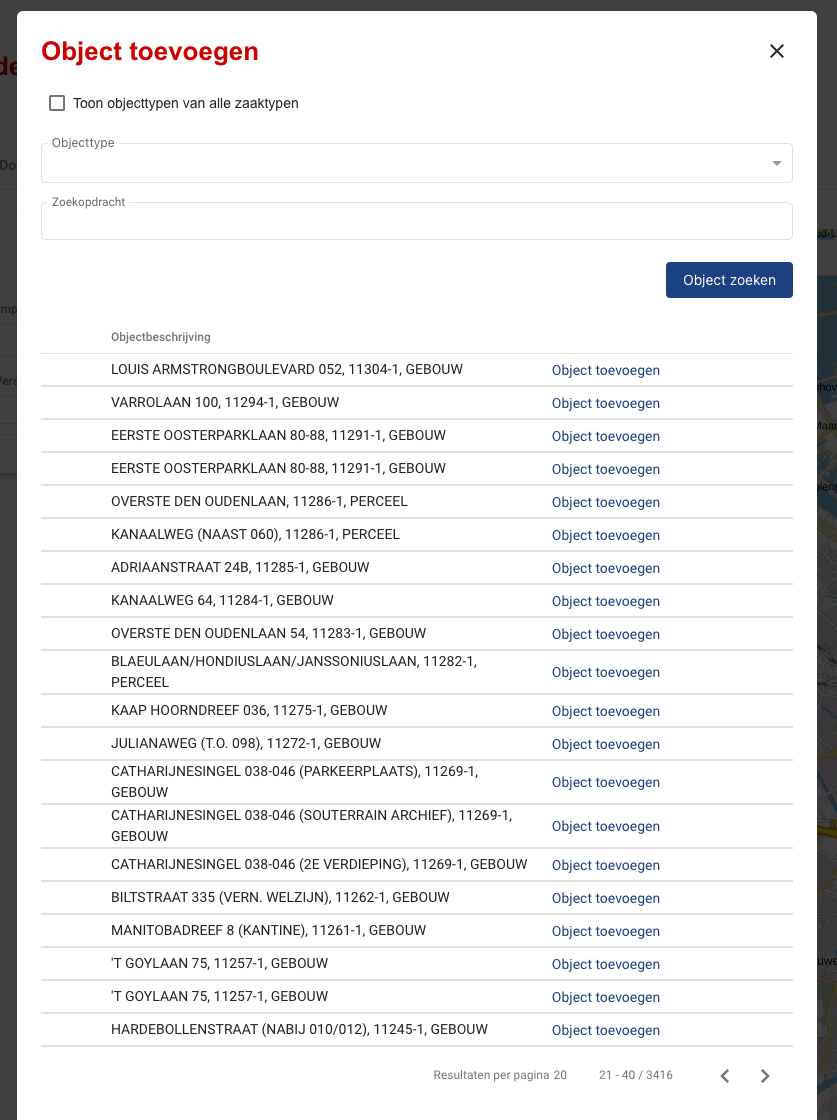 Object toevoegen
Toon objecttypen van alle zaaktypen
Objecttype
Zoekopdracht
Object zoeken
Objectbeschrijving
LOUIS ARMSTRONGBOULEVARD 052, 11304-1, GEBOUW Object toevoegen
VARROLAAN 100, 11294-1, GEBOUW Object toevoegen
EERSTE OOSTERPARKLAAN 80-88, 11291-1, GEBOUW Object toevoegen
EERSTE OOSTERPARKLAAN 80-88, 11291-1, GEBOUW Object toevoegen
OVERSTE DEN OUDENLAAN, 11286-1, PERCEEL Object toevoegen
KANAALWEG (NAAST 060), 11286-1, PERCEEL Object toevoegen
ADRIAANSTRAAT 24B, 11285-1, GEBOUW Object toevoegen
KANAALWEG 64, 11284-1, GEBOUW Object toevoegen
OVERSTE DEN OUDENLAAN 54, 11283-1, GEBOUW Object toevoegen
BLAEULAAN/HONDIUSLAAN/JANSSONIUSLAAN, 11282-1,
PERCEEL
Object toevoegen
KAAP HOORNDREEF 036, 11275-1, GEBOUW Object toevoegen
JULIANAWEG (T.O. 098), 11272-1, GEBOUW Object toevoegen
CATHARIJNESINGEL 038-046 (PARKEERPLAATS), 11269-1,
GEBOUW
Object toevoegen
CATHARIJNESINGEL 038-046 (SOUTERRAIN ARCHIEF), 11269-1,
GEBOUW
Object toevoegen
CATHARIJNESINGEL 038-046 (2E VERDIEPING), 11269-1, GEBOUW Object toevoegen
BILTSTRAAT 335 (VERN. WELZIJN), 11262-1, GEBOUW Object toevoegen
MANITOBADREEF 8 (KANTINE), 11261-1, GEBOUW Object toevoegen
'T GOYLAAN 75, 11257-1, GEBOUW Object toevoegen
'T GOYLAAN 75, 11257-1, GEBOUW Object toevoegen
HARDEBOLLENSTRAAT (NABIJ 010/012), 11245-1, GEBOUW Object toevoegen
Resultaten per pagina 20 21 - 40 / 3416